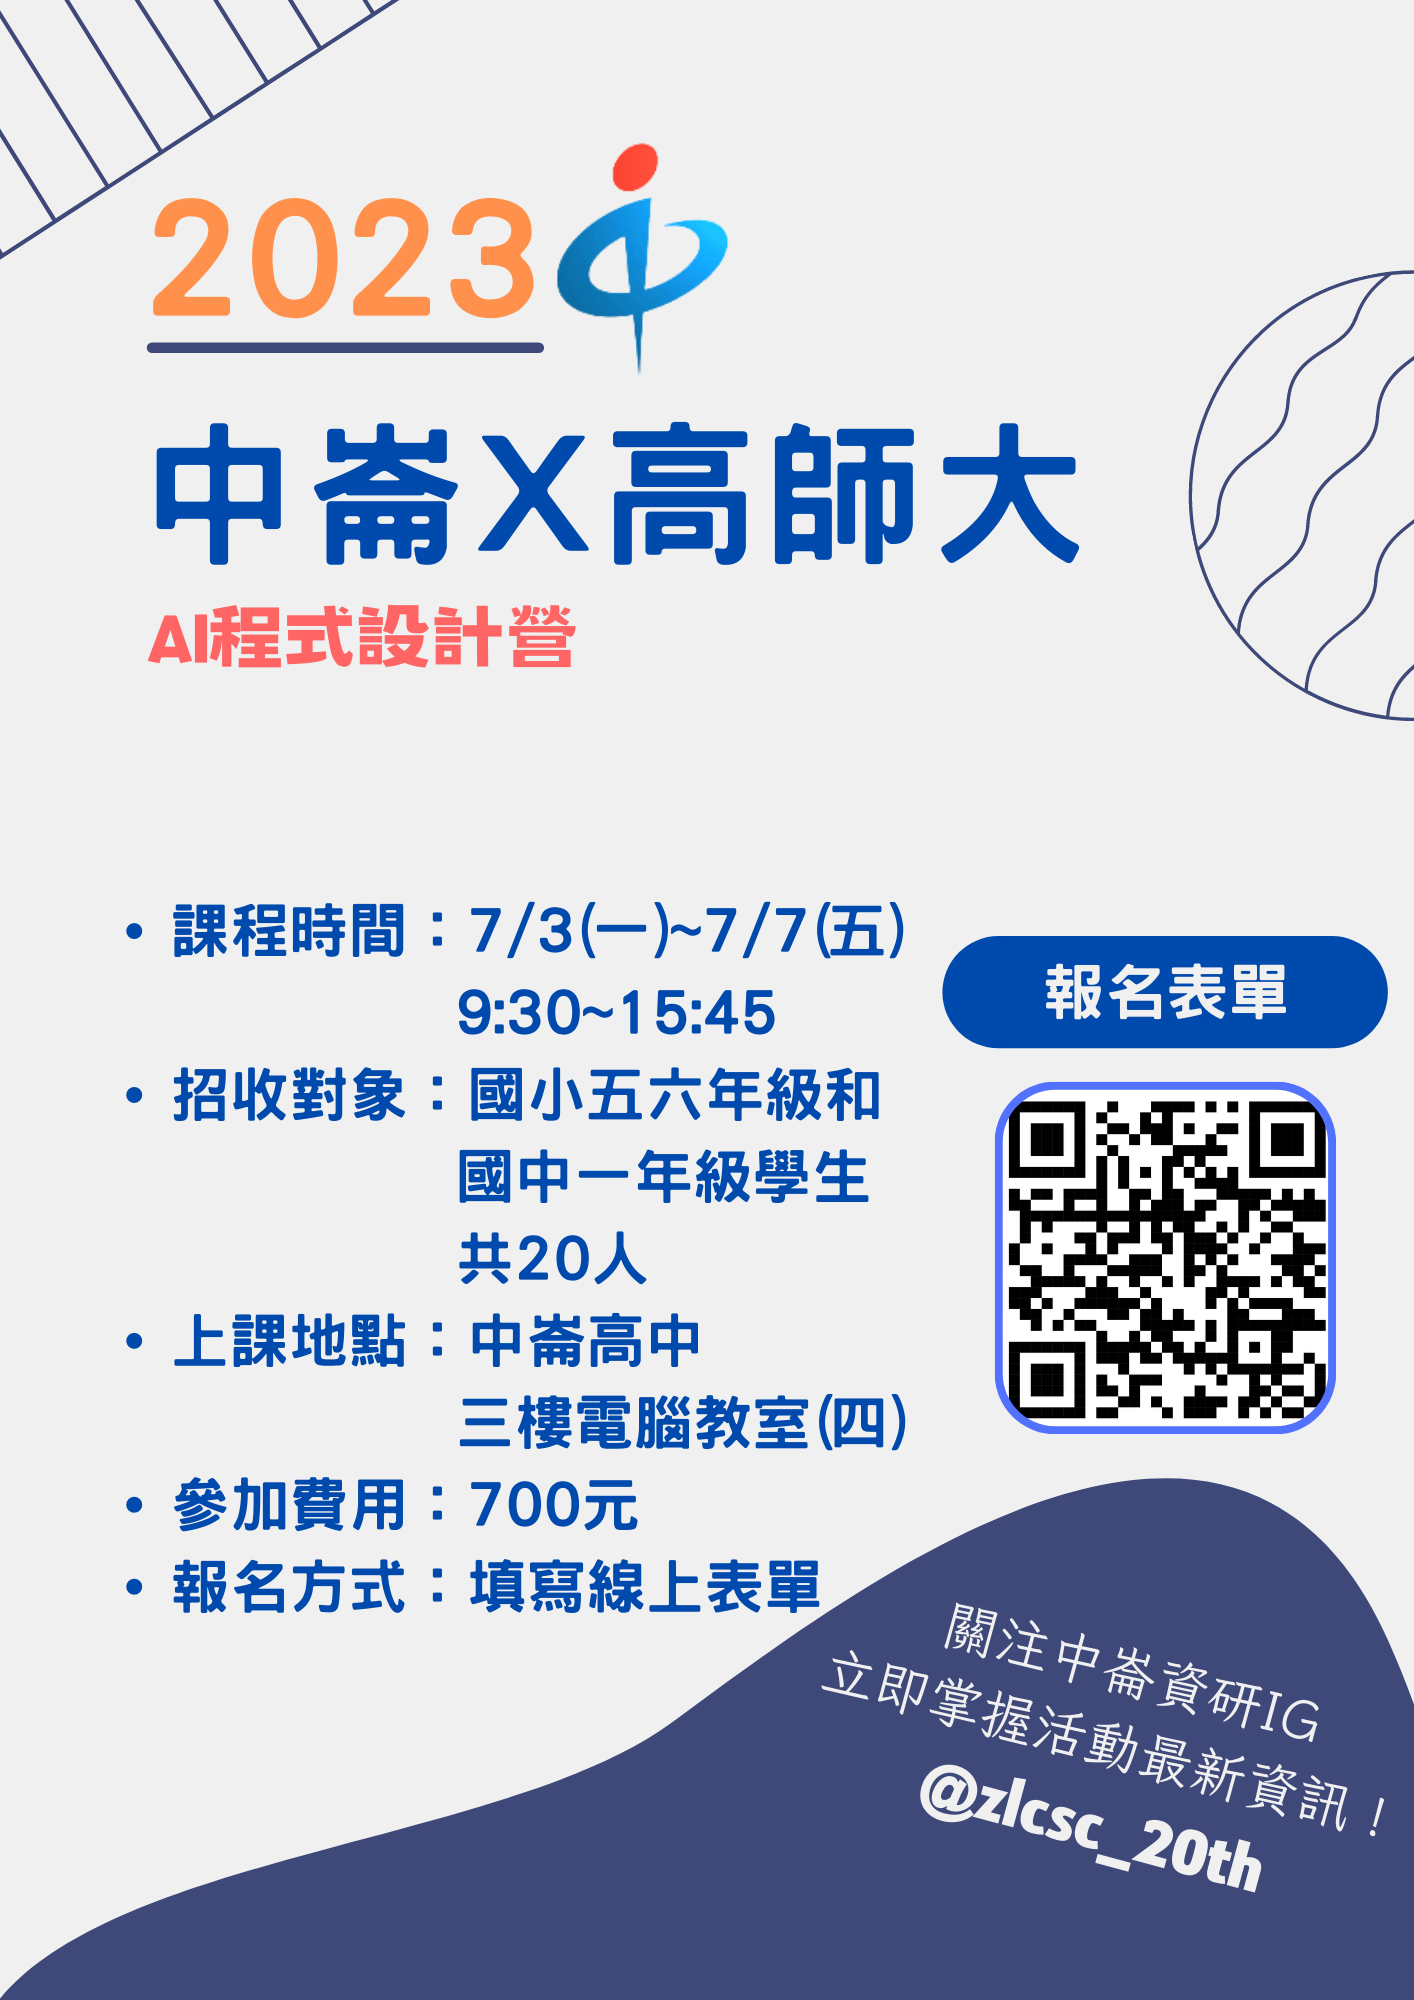 2023
中崙X高師大
AI程式設計營
• 課程時間：7/3(一)~7/7(五)
9:30~15:45
• 招收對象：國小五六年級和
國中一年級學生
共20人
• 上課地點：中崙高中
三樓電腦教室(四)
• 參加費用：700元
• 報名方式：填寫線上表單
報名表單
關注中崙資研IG
立即掌握活動最新資訊！
@zlcsc_20th